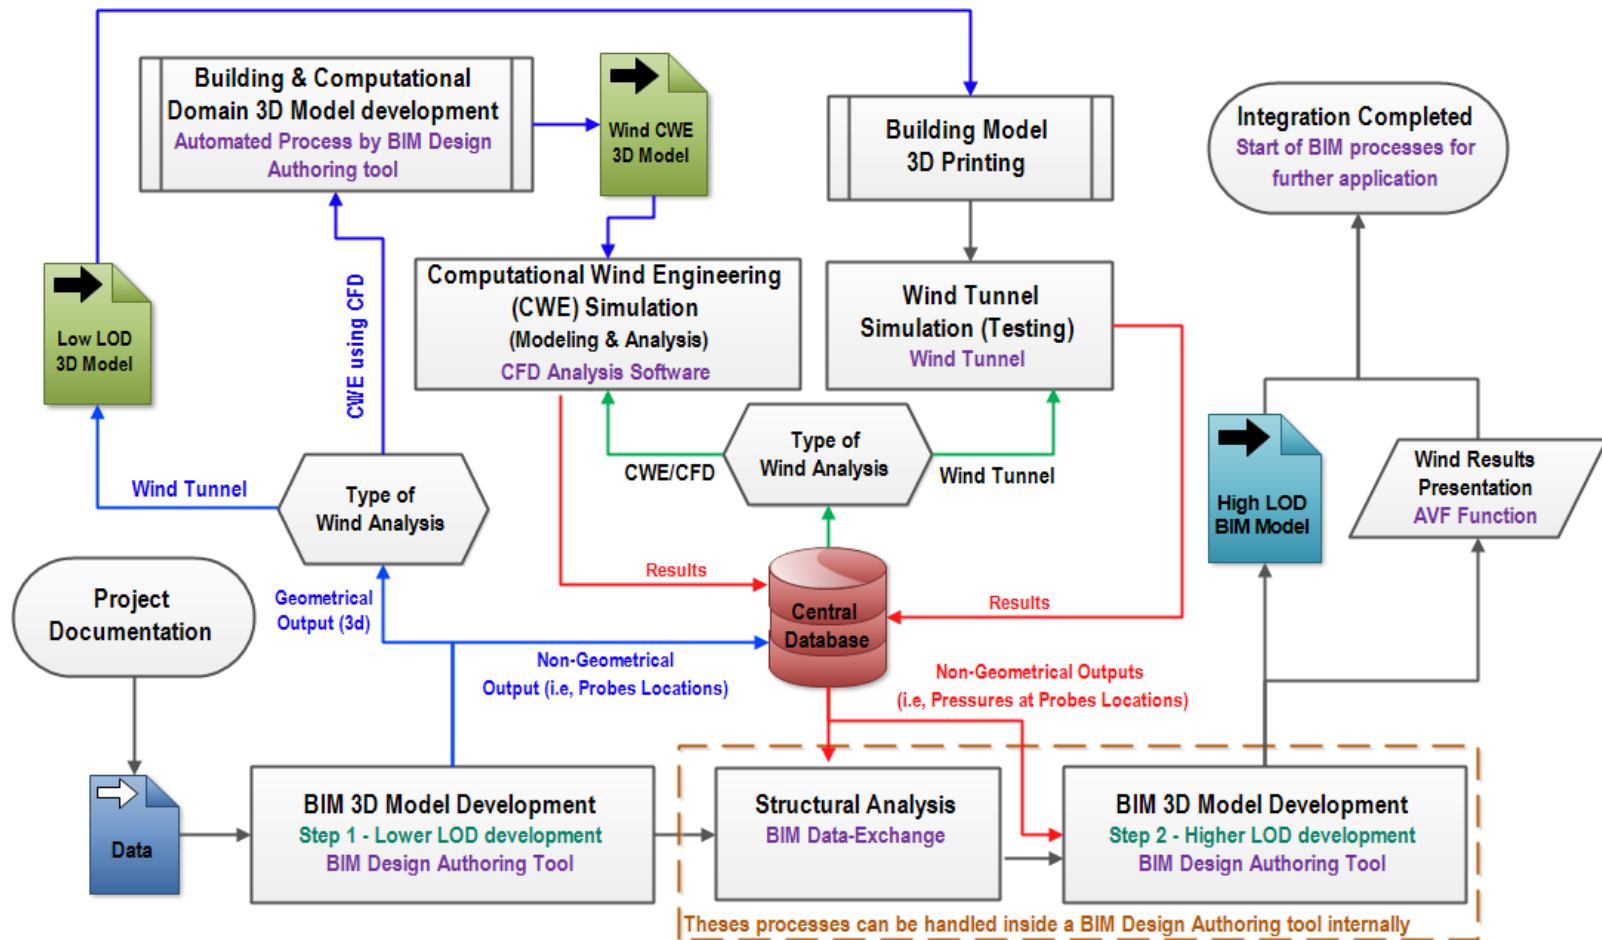 Building & Computational
Domain 3D Model development
Automated Process by BIM Design
Authoring tool
Wind CWE
3D Model
Building Model
3D Printing
Integration Completed
Start of BIM processes for
further application
Low LOD
3D Model
CWE using CFD
Computational Wind Engineering
(CWE) Simulation
(Modeling & Analysis)
CFD Analysis Software
Wind Tunnel
Simulation (Testing)
Wind Tunnel
Wind Tunnel
Type of
Wind Analysis
CWE/CFD
Type of
Wind Analysis
Wind Tunnel
High LOD
BIM Model
Wind Results
Presentation
AVF Function
Project
Documentation
Geometrical
Output (3d)
Results
Central
Database
Results
Non-Geometrical
Output (i.e, Probes Locations)
Non-Geometrical Outputs
(i.e, Pressures at Probes Locations)
Data
BIM 3D Model Development
Step 1 - Lower LOD development
BIM Design Authoring Tool
Structural Analysis
BIM Data-Exchange
BIM 3D Model Development
Step 2 - Higher LOD development
BIM Design Authoring Tool
Theses processes can be handled inside a BIM Design Authoring tool internally